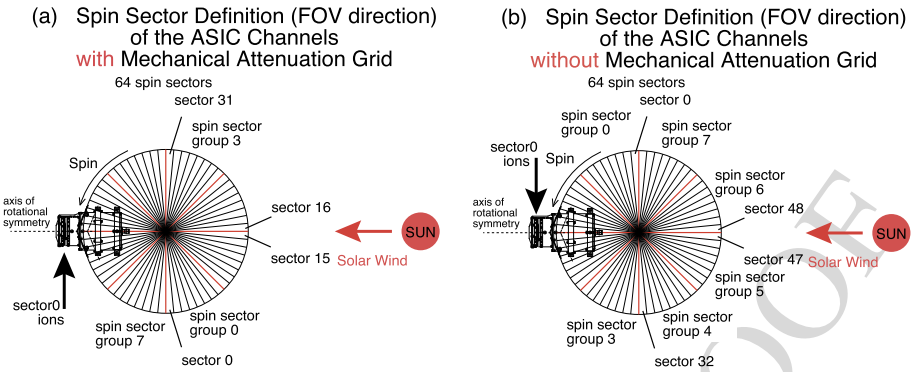 (a) Spin Sector Definition (FOV direction)
of the ASIC Channels
with Mechanical Attenuation Grid
64 spin sectors
sector 31
spin sector
group 3
Spin
axis of
rotational
symmetry
sector 16
SUN
sector 15
Solar Wind
sector0
ions
spin sector
group 7
spin sector
group 0
sector 0
(b) Spin Sector Definition (FOV direction)
of the ASIC Channels
without Mechanical Attenuation Grid
64 spin sectors
sector 0
spin sector
group 0
spin sector
group 7
sector0
ions
Spin
spin sector
group 6
axis of
rotational
symmetry
sector 48
SUN
sector 47
Solar Wind
spin sector
group 5
spin sector
group 3
spin sector
group 4
sector 32